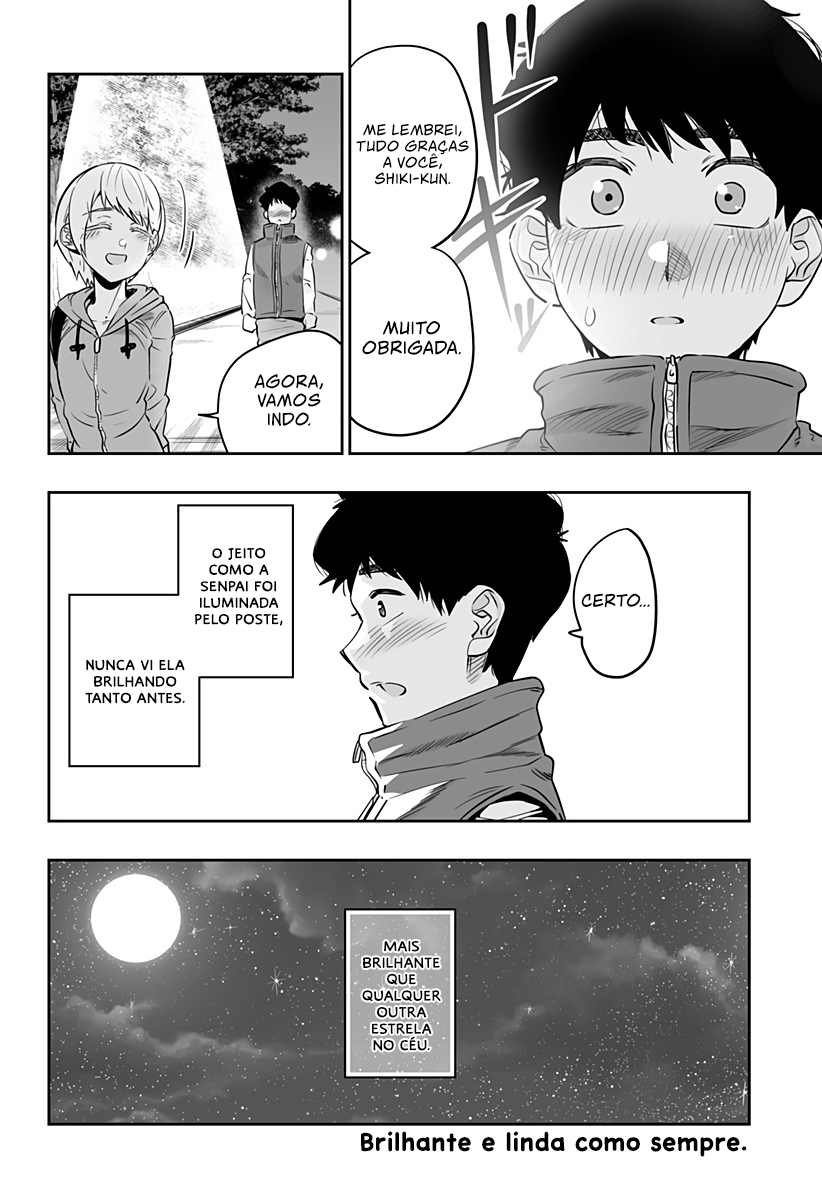 ME LEMBREI,
TUDO GRAÇAS
A VOCÊ,
SHIKI-KUN.
MUITO
OBRIGADA.
AGORA,
VAMOS
INDO.
CERTO...
O JEITO
COMO A
SENPAI FOI
ILUMINADA
PELO POSTE,
NUNCA VI ELA
BRILHANDO
TANTO ANTES.
MAIS
BRILHANTE
QUE
QUALQUER
OUTRA
ESTRELA
NO CÉU.
Brilhante e linda como sempre.